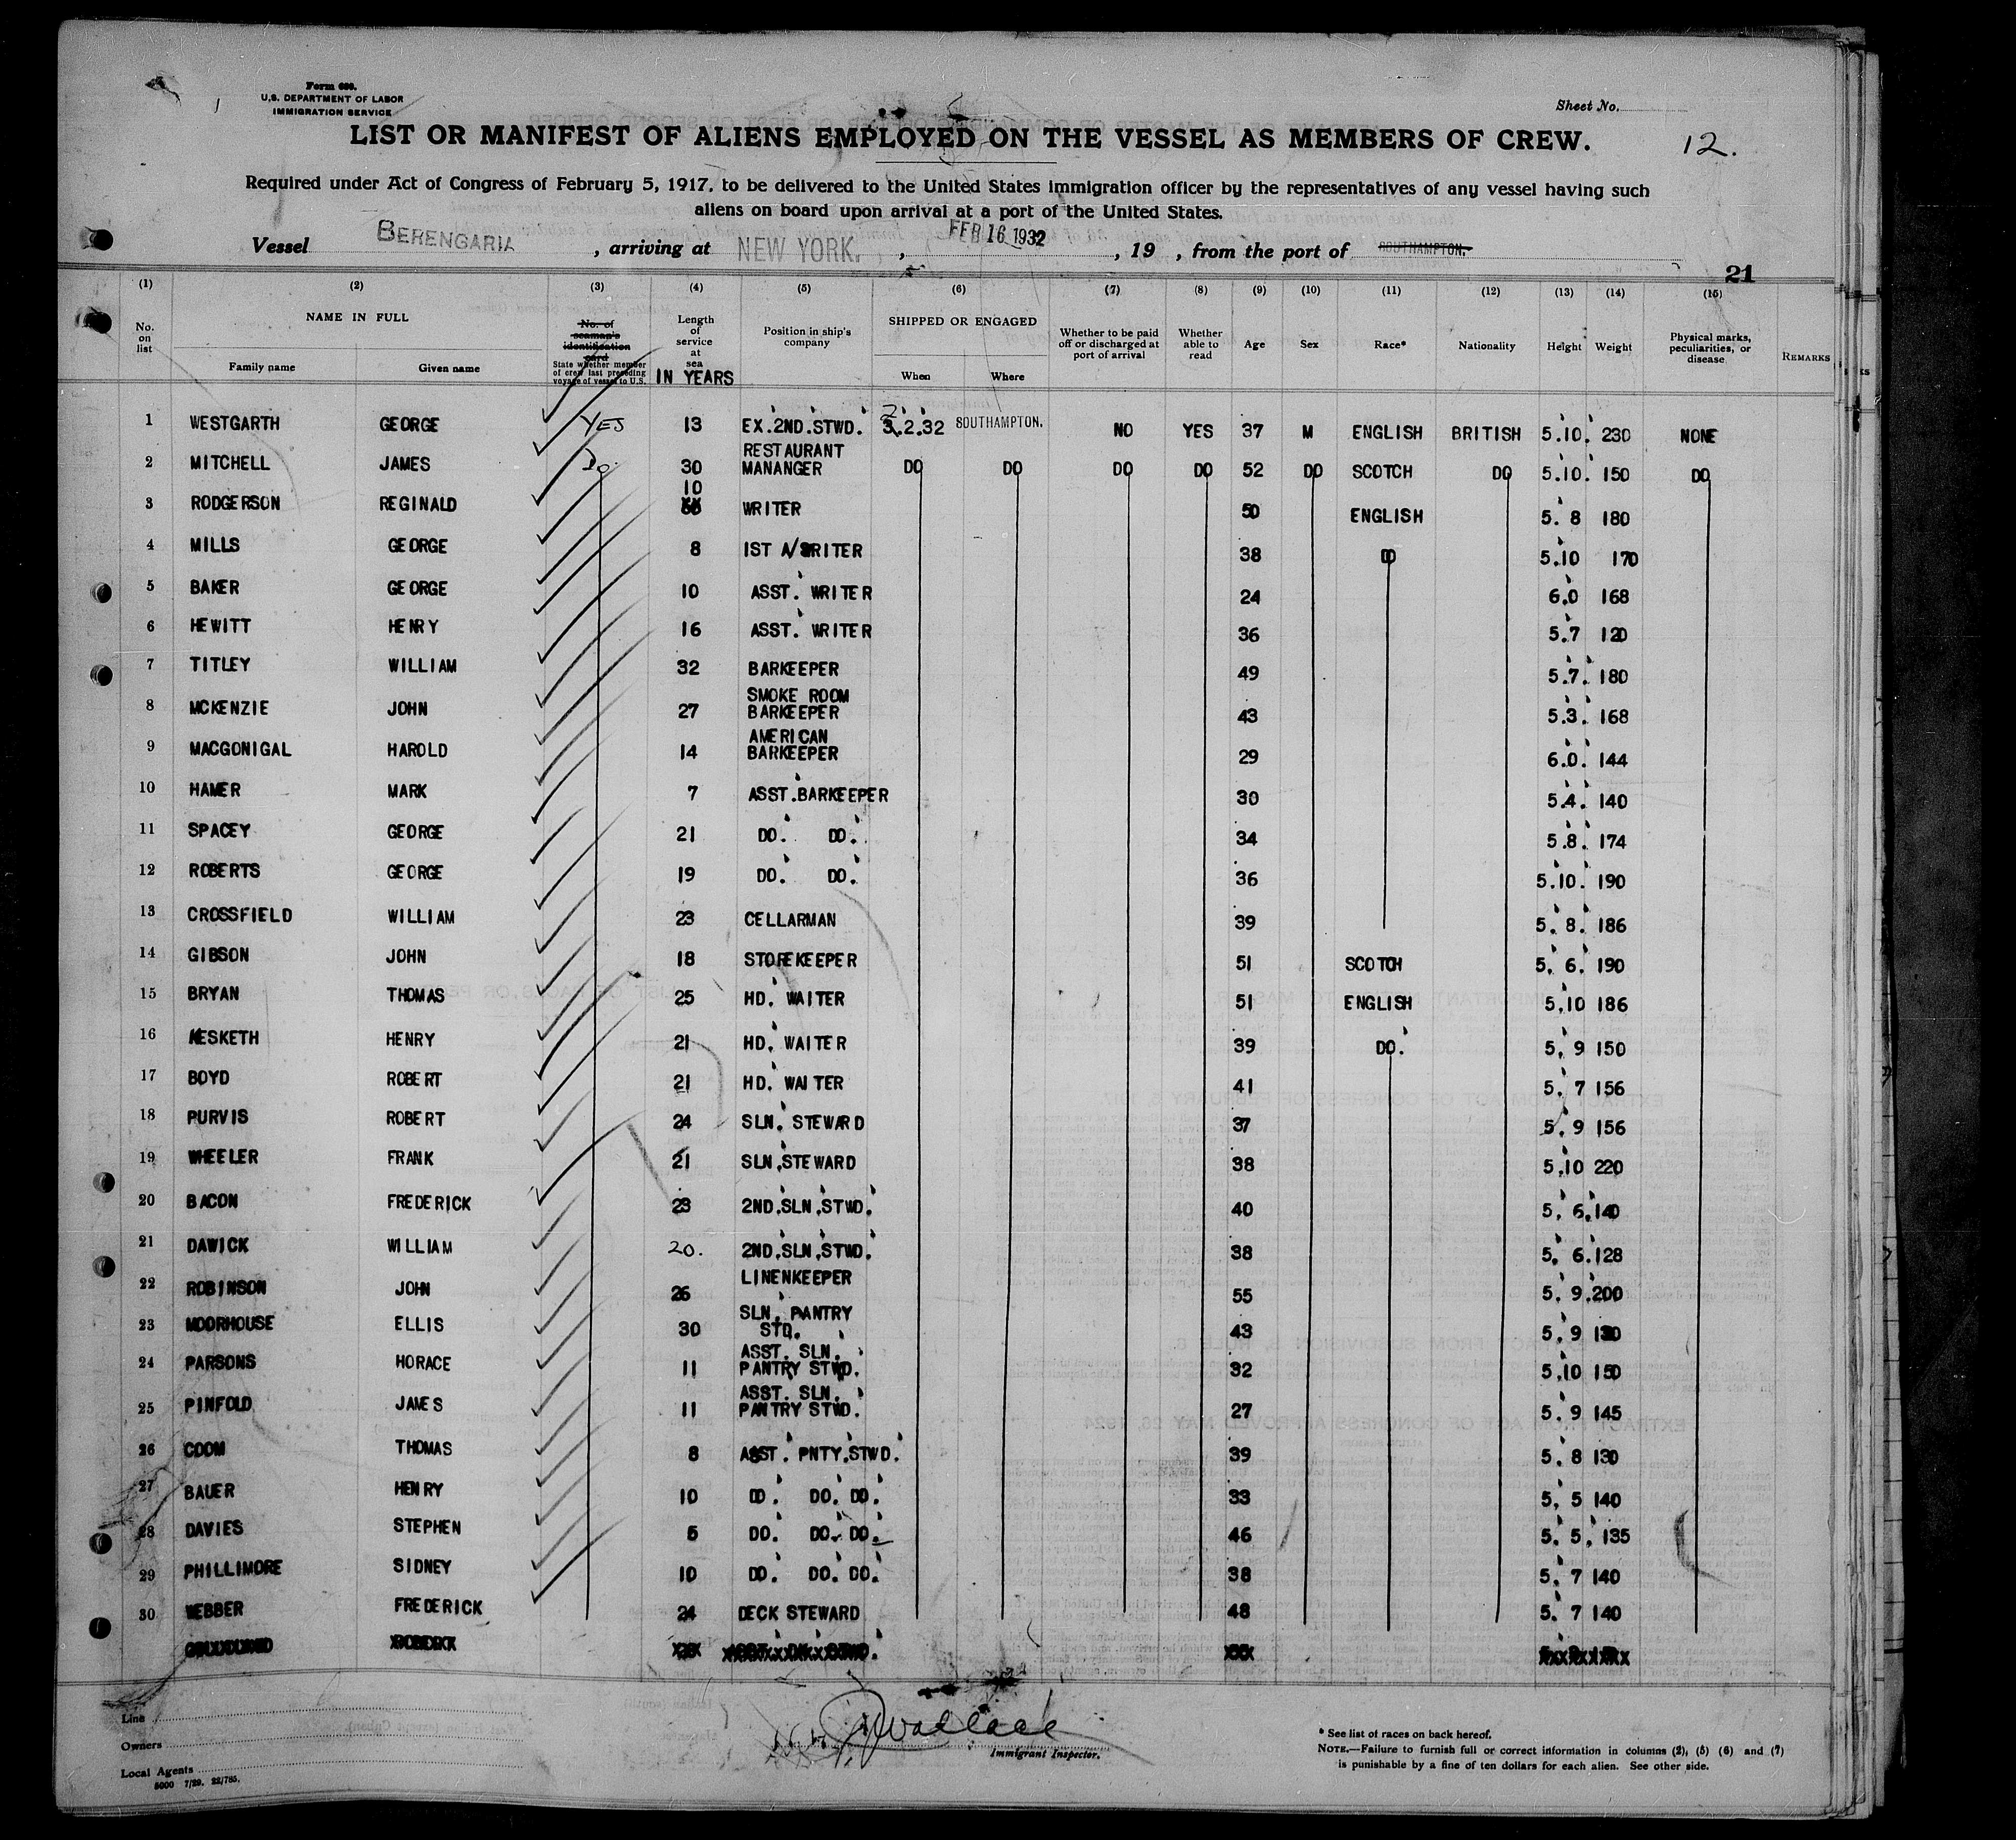 Form 680.
U.S. DEPARTMENT OF LABOR
IMMIGRATION SERVICE
Sheet No.
LIST OR MANIFEST OF ALIENS EMPLOYED ON THE VESSEL AS MEMBERS OF CREW.
12.
Required under Act of Congress of February 5, 1917, to be delivered to the United States immigration officer by the representatives of any vessel having such
aliens on board upon arrival at a port of the United States.
Vessel BERENGARIA, arriving at NEW YORK., FEB 16 1932, 19 , from the port of SOUTHAMPTON.
21
(1) (2) (3) (4) (5) (6) (7) (8) (9) (10) (11) (12) (13) (14) (15)
No. on list NAME IN FULL Family name Given name No. of seaman's identification card State whether member of crew last preceding voyage of vessel to U.S. Length of service at sea IN YEARS Position in ship's company SHIPPED OR ENGAGED When Where Whether to be paid off or discharged at port of arrival Whether able to read Age Sex Race* Nationality Height Weight Physical marks, peculiarities, or disease REMARKS
1 WESTGARTH GEORGE YES 13 EX.2ND.STWD. 3.2.32 SOUTHAMPTON. NO YES 37 M ENGLISH BRITISH 5.10. 230 NONE
2 MITCHELL JAMES Do. 30 RESTAURANT MANANGER DO DO DO DO 52 DO SCOTCH DO 5.10. 150 DO
3 RODGERSON REGINALD 10 WRITER 50 ENGLISH 5. 8 180
4 MILLS GEORGE 8 1ST A/WRITER 38 DO 5.10 170
5 BAKER GEORGE 10 ASST. WRITER 24 6.0 168
6 HEWITT HENRY 16 ASST. WRITER 36 5.7 120
7 TITLEY WILLIAM 32 BARKEEPER 49 5.7. 180
8 MCKENZIE JOHN 27 SMOKE ROOM BARKEEPER 43 5.3. 168
9 MACGONIGAL HAROLD 14 AMERICAN BARKEEPER 29 6.0. 144
10 HAMER MARK 7 ASST.BARKEEPER 30 5.4. 140
11 SPACEY GEORGE 21 DO. DO. 34 5.8. 174
12 ROBERTS GEORGE 19 DO. DO. 36 5.10. 190
13 CROSSFIELD WILLIAM 23 CELLARMAN 39 5. 8. 186
14 GIBSON JOHN 18 STOREKEEPER 51 SCOTCH 5. 6. 190
15 BRYAN THOMAS 25 HD. WAITER 51 ENGLISH 5.10 186
16 HESKETH HENRY 21 HD. WAITER 39 DO. 5. 9 150
17 BOYD ROBERT 21 HD. WAITER 41 5. 7 156
18 PURVIS ROBERT 24 SLN. STEWARD 37 5. 9 156
19 WHEELER FRANK 21 SLN.STEWARD 38 5.10 220
20 BACON FREDERICK 23 2ND.SLN.STWD. 40 5. 6.140
21 DAWICK WILLIAM 20. 2ND.SLN.STWD. 38 5. 6.128
22 ROBINSON JOHN 26 LINENKEEPER 55 5. 9.200
23 MOORHOUSE ELLIS 30 SLN. PANTRY STD. 43 5. 9 130
24 PARSONS HORACE 11 ASST. SLN. PANTRY STWD. 32 5.10 150
25 PINFOLD JAMES 11 ASST. SLN. PANTRY STWD. 27 5. 9 145
26 COOM THOMAS 8 ASST. PNTY.STWD. 39 5. 8 130
27 BAUER HENRY 10 DO. DO. DO. 33 5. 5 140
28 DAVIES STEPHEN 5 DO. DO. DO. 46 5. 5. 135
29 PHILLIMORE SIDNEY 10 DO. DO. DO. 38 5. 7 140
30 WEBBER FREDERICK 24 DECK STEWARD 48 5. 7 140
Line
Owners
Local Agents
5000 7/29. 22/785.
Wallace
Immigrant Inspector.
* See list of races on back hereof.
NOTE.—Failure to furnish full or correct information in columns (2), (5) (6) and (7)
is punishable by a fine of ten dollars for each alien. See other side.